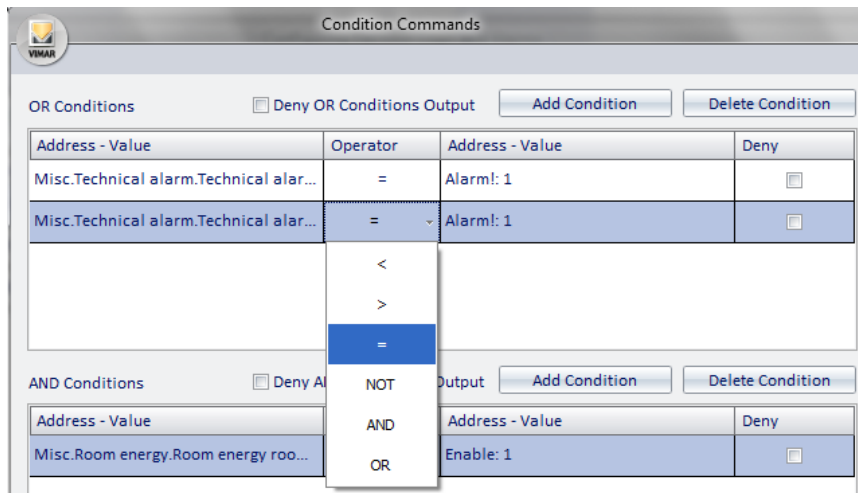 Condition Commands
VIMAR
OR Conditions Deny OR Conditions Output Add Condition Delete Condition
Address - Value Operator Address - Value Deny
Misc.Technical alarm.Technical alar... = Alarm!: 1
Misc.Technical alarm.Technical alar... = Alarm!: 1
<
>
=
AND Conditions Deny NOT Output Add Condition Delete Condition
Address - Value AND Address - Value Deny
Misc.Room energy.Room energy roo... Enable: 1
OR